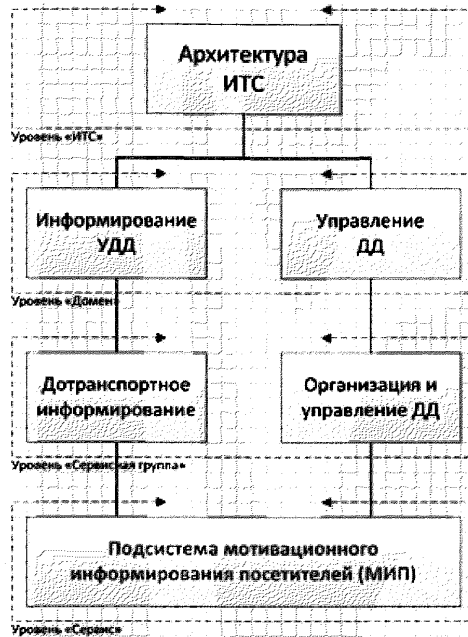 Архитектура
ИТС
Уровень «ИТС»
Информирование
УДД
Управление
ДД
Уровень «Домен»
Дотранспортное
информирование
Организация и
управление ДД
Уровень «Сервисная группа»
Подсистема мотивационного
информирования посетителей (МИП)
Уровень «Сервис»